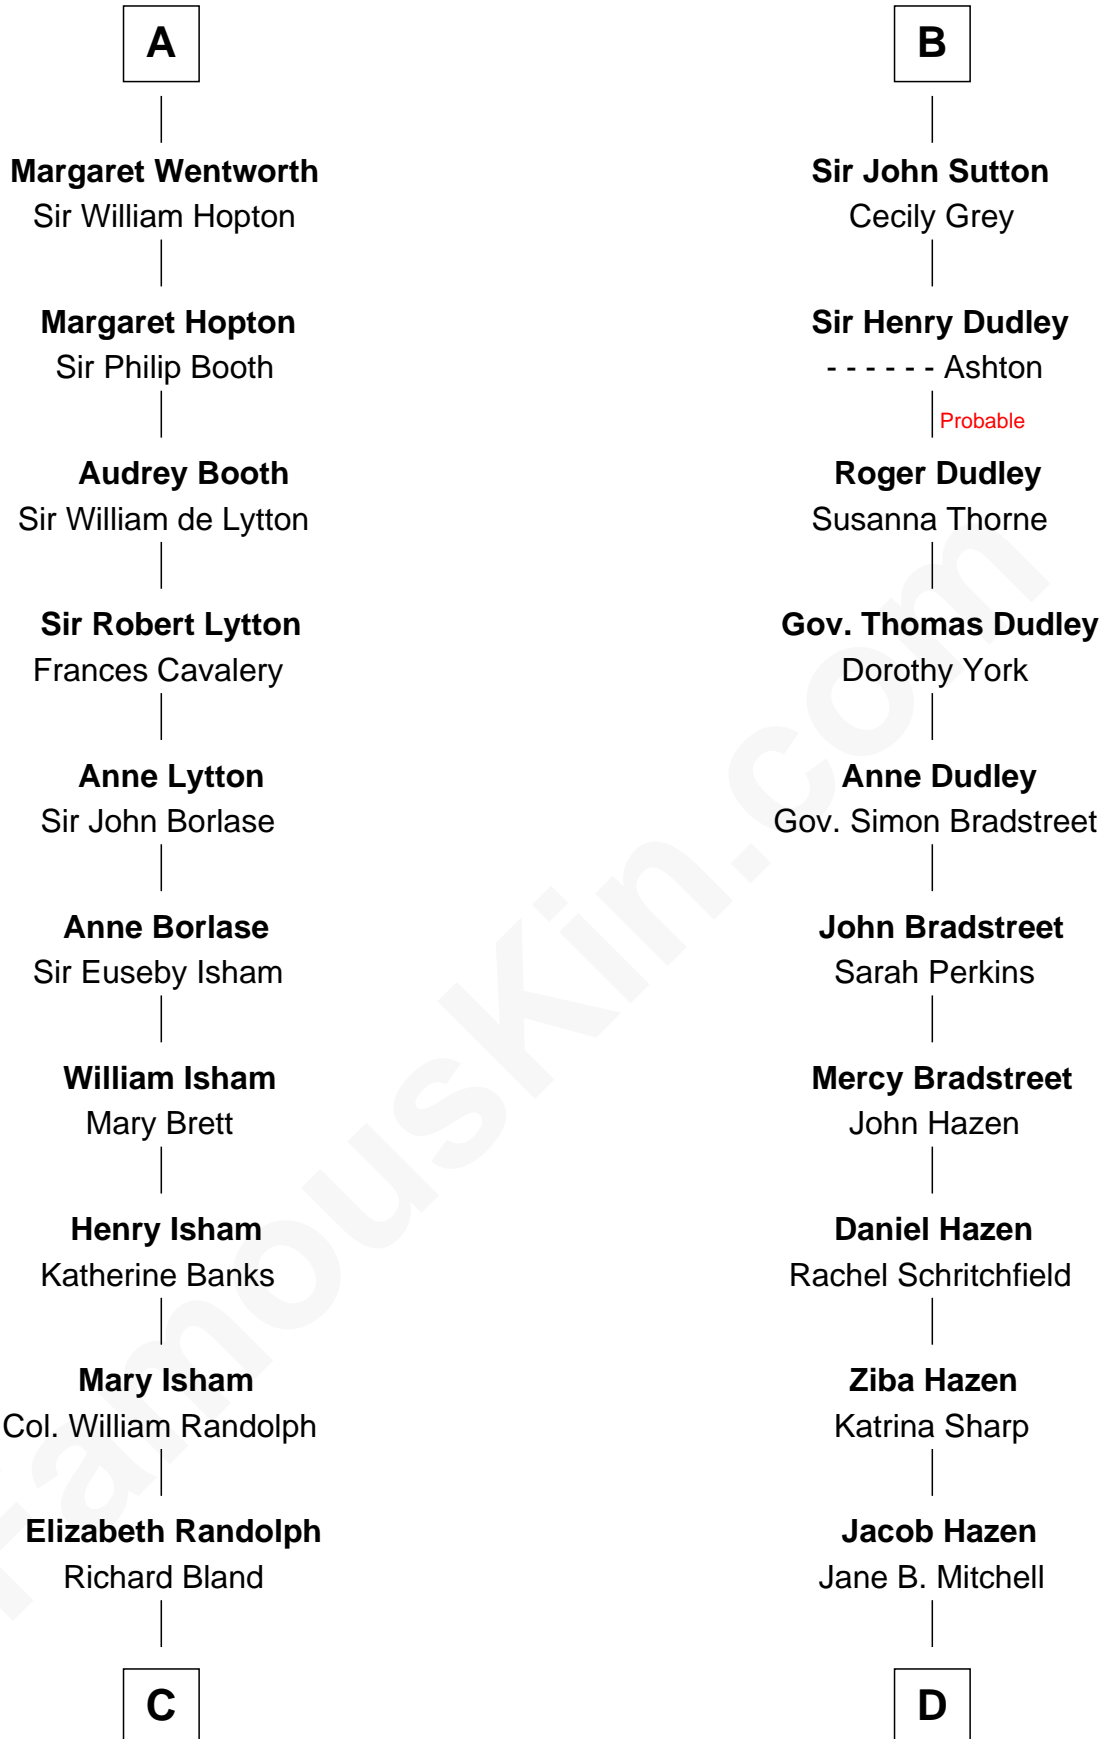 A
Margaret Wentworth
Sir William Hopton
Margaret Hopton
Sir Philip Booth
Audrey Booth
Sir William de Lytton
Sir Robert Lytton
Frances Cavalery
Anne Lytton
Sir John Borlase
Anne Borlase
Sir Euseby Isham
William Isham
Mary Brett
Henry Isham
Katherine Banks
Mary Isham
Col. William Randolph
Elizabeth Randolph
Richard Bland
C
B
Sir John Sutton
Cecily Grey
Sir Henry Dudley
- - - - - - Ashton
Probable
Roger Dudley
Susanna Thorne
Gov. Thomas Dudley
Dorothy York
Anne Dudley
Gov. Simon Bradstreet
John Bradstreet
Sarah Perkins
Mercy Bradstreet
John Hazen
Daniel Hazen
Rachel Schritchfield
Ziba Hazen
Katrina Sharp
Jacob Hazen
Jane B. Mitchell
D
FamousKin.com